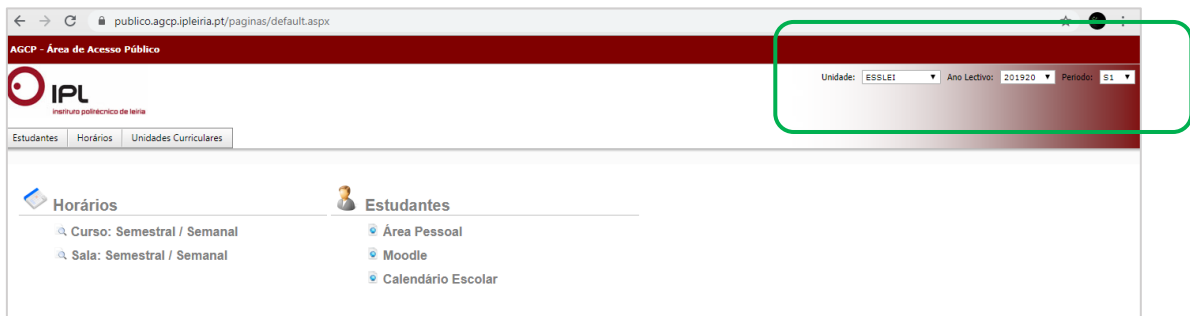 publico.agcp.ipleiria.pt/paginas/default.aspx
AGCP - Área de Acesso Público
IPL
instituto politécnico de leiria
Unidade: ESSLEI Ano Lectivo: 201920 Periodo: S1
Estudantes Horários Unidades Curriculares
Horários
Curso: Semestral / Semanal
Sala: Semestral / Semanal
Estudantes
Área Pessoal
Moodle
Calendário Escolar